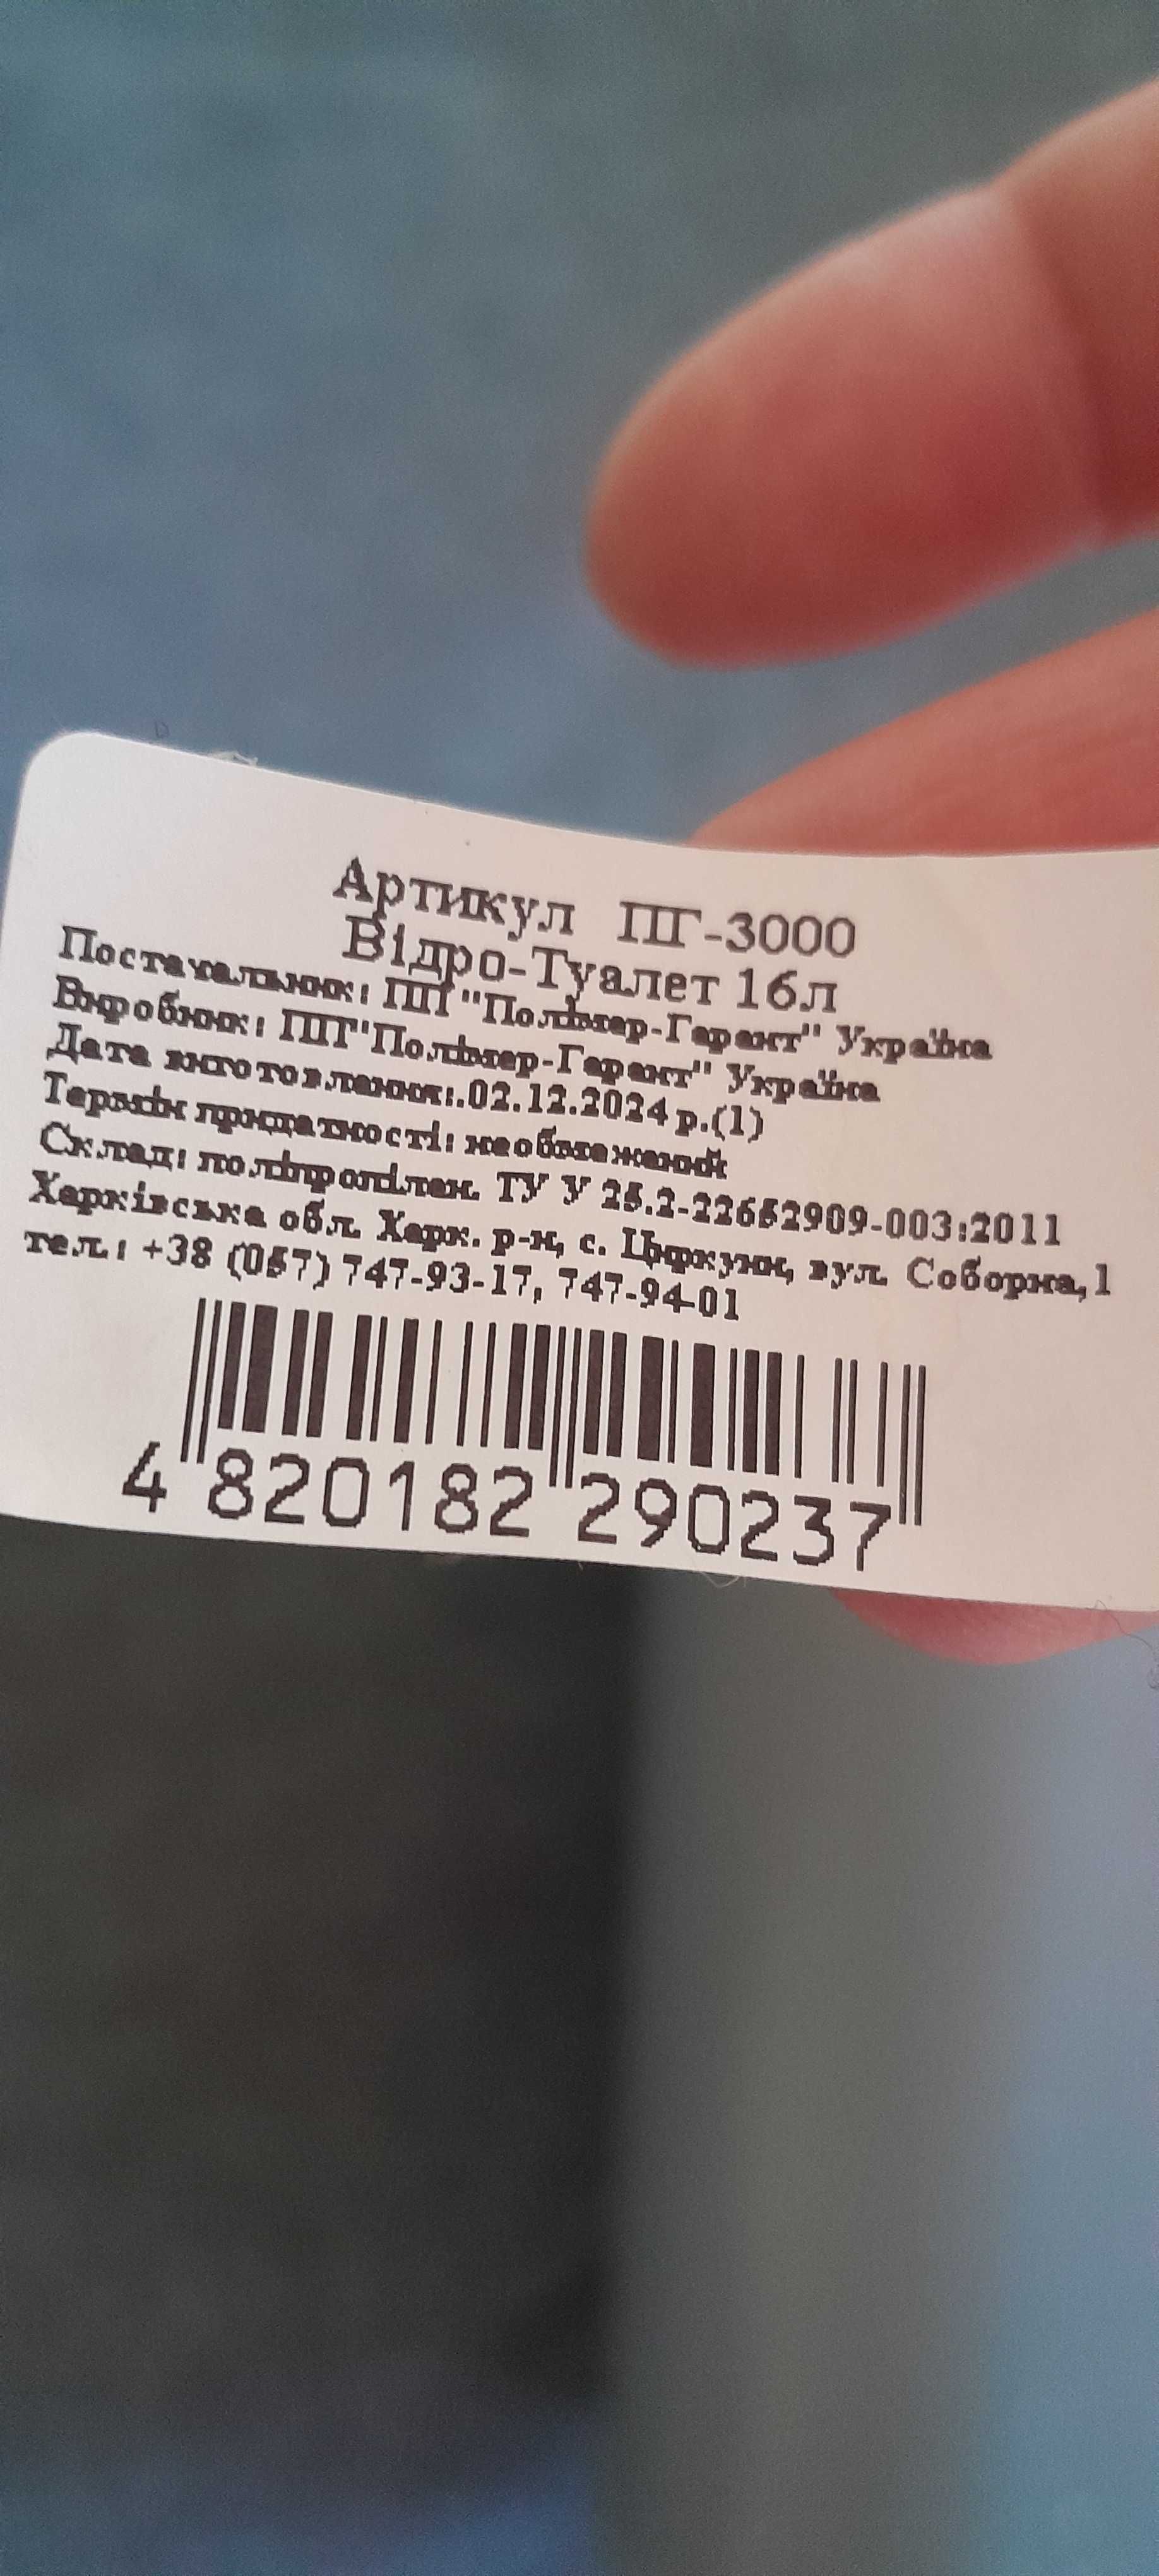 Артикул ПГ-3000
Відро-Туалет 16л
Постачальник: ПП "Полімер-Гарант" Україна
Виробник: ПП"Полімер-Гарант" Україна
Дата виготовлення:.02.12.2024 р.(1)
Термін придатності: необмежений
Склад: поліпропілен. ТУ У 25.2-22652909-003:2011
Харківська обл. Харк. р-н, с. Циркуни, вул. Соборна,1
тел.: +38 (057) 747-93-17, 747-94-01
4 820182 290237